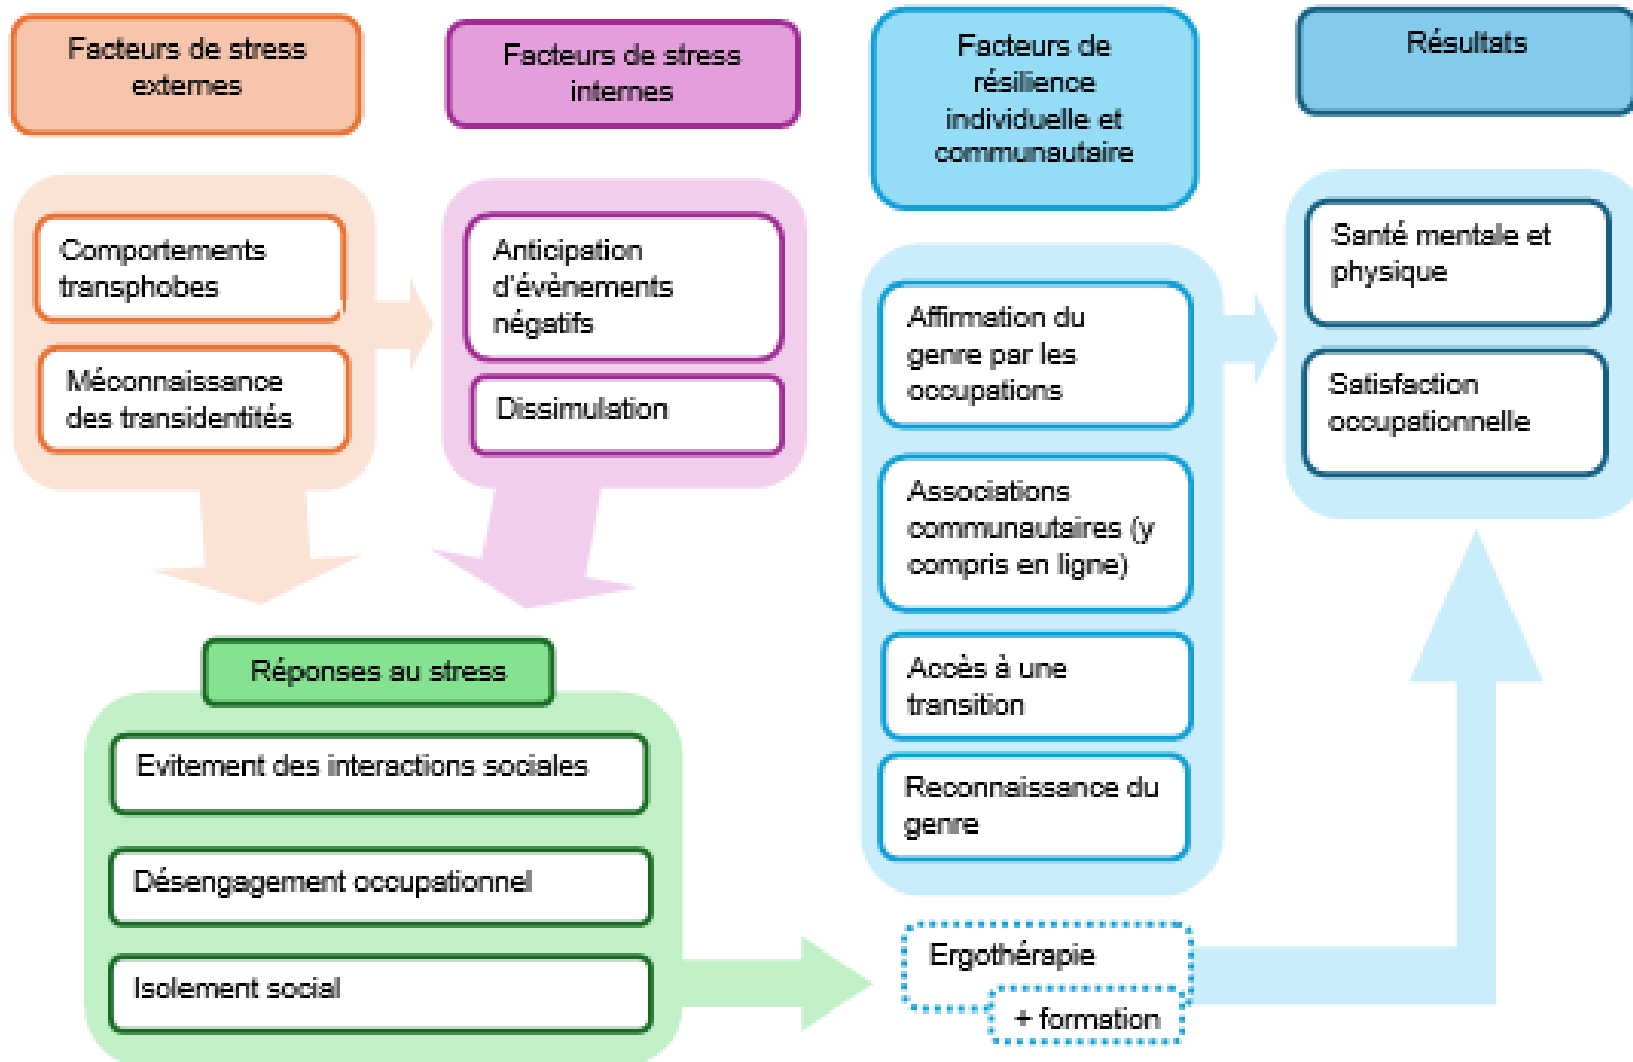 Facteurs de stress
externes
Facteurs de stress
internes
Facteurs de
résilience
individuelle et
communautaire
Résultats
Comportements
transphobes
Méconnaissance
des transidentités
Anticipation
d'évènements
négatifs
Dissimulation
Affirmation du
genre par les
occupations
Associations
communautaires (y
compris en ligne)
Accès à une
transition
Reconnaissance du
genre
Santé mentale et
physique
Satisfaction
occupationnelle
Réponses au stress
Evitement des interactions sociales
Désengagement occupationnel
Isolement social
Ergothérapie
+ formation